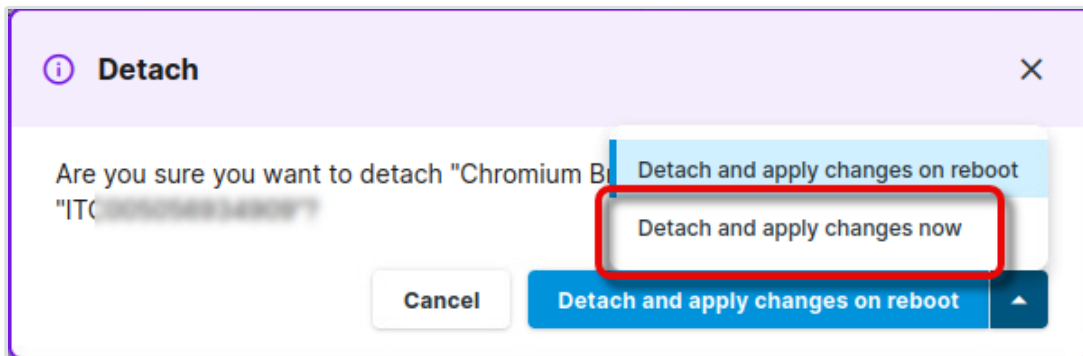 Detach
Are you sure you want to detach "Chromium
"ITC
Detach and apply changes on reboot
Detach and apply changes now
Cancel
Detach and apply changes on reboot